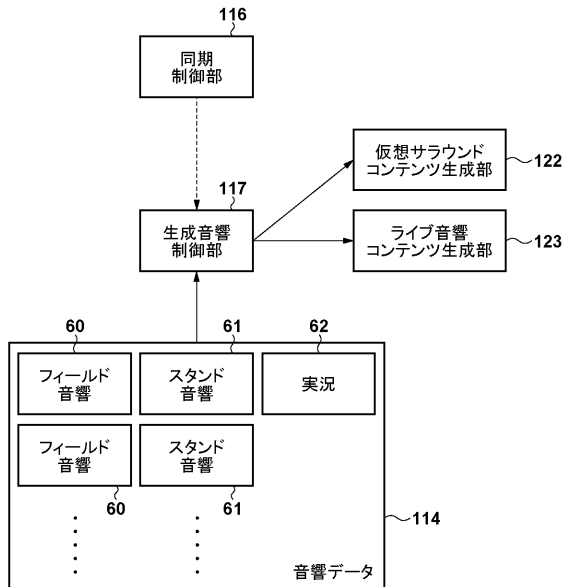 116
同期
制御部
仮想サラウンド
コンテンツ生成部
122
117
生成音響
制御部
ライブ音響
コンテンツ生成部
123
60
61
62
フィールド
音響
スタンド
音響
実況
フィールド
音響
スタンド
音響
60
61
114
音響データ